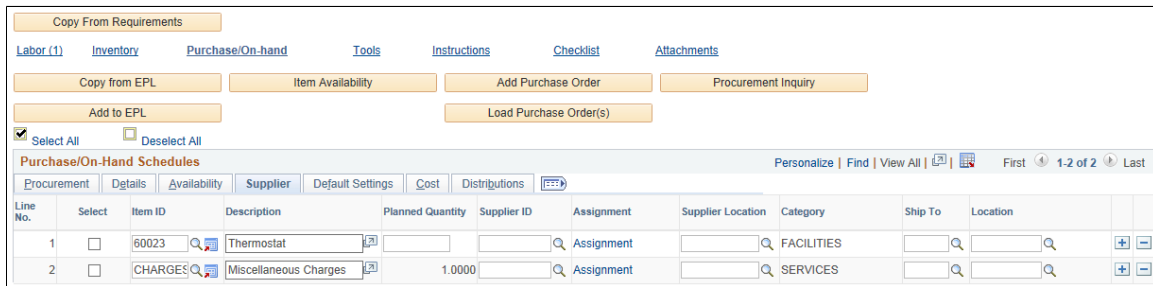 Copy From Requirements
Labor (1) Inventory Purchase/On-hand Tools Instructions Checklist Attachments
Copy from EPL Item Availability Add Purchase Order Procurement Inquiry
Add to EPL Load Purchase Order(s)
Select All Deselect All
Purchase/On-Hand Schedules Personalize | Find | View All | First 1-2 of 2 Last
Procurement Details Availability Supplier Default Settings Cost Distributions
Line No. Select Item ID Description Planned Quantity Supplier ID Assignment Supplier Location Category Ship To Location
1 60023 Thermostat Assignment FACILITIES
2 CHARGES Miscellaneous Charges 1.0000 Assignment SERVICES